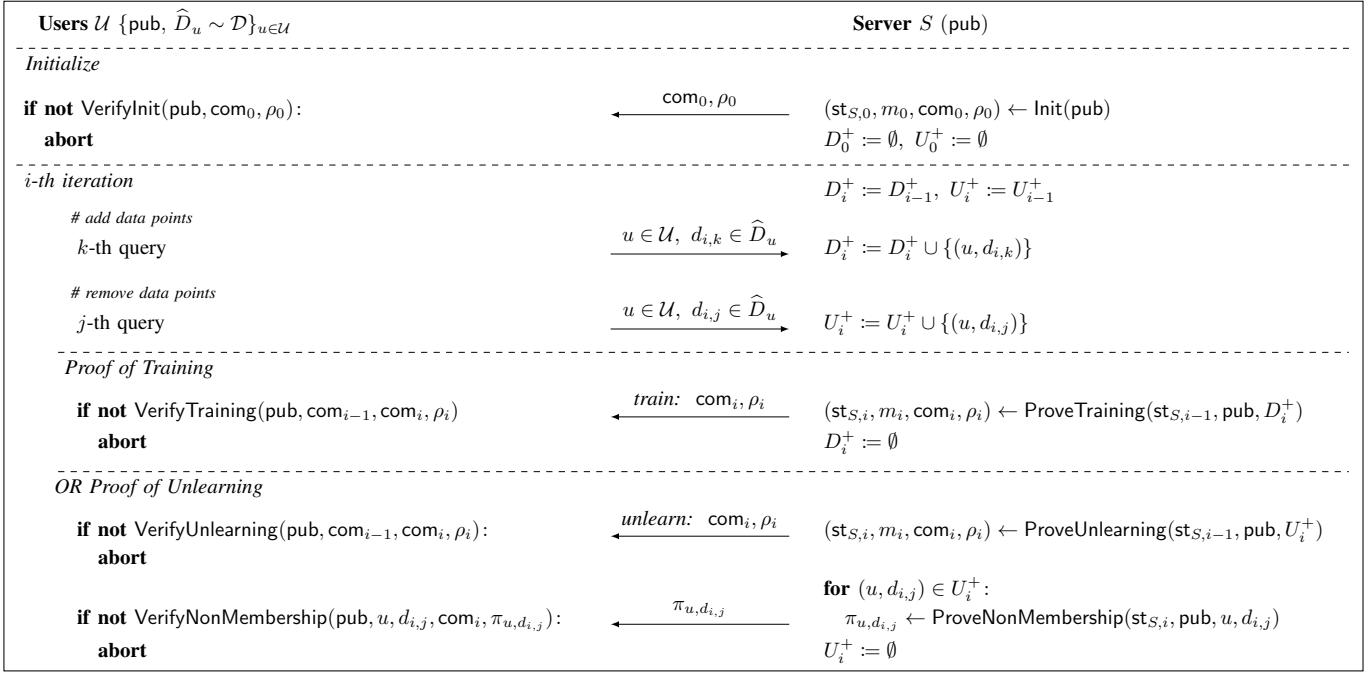 Users 𝒰 {pub, D̂_u ∼ 𝒟}_{u∈𝒰} Server S (pub)
Initialize
if not VerifyInit(pub, com_0, ρ_0): com_0, ρ_0 (st_{S,0}, m_0, com_0, ρ_0) ← Init(pub)
abort D_0^+ := ∅, U_0^+ := ∅
i-th iteration D_i^+ := D_{i−1}^+, U_i^+ := U_{i−1}^+
# add data points
k-th query u ∈ 𝒰, d_{i,k} ∈ D̂_u D_i^+ := D_i^+ ∪ {(u, d_{i,k})}
# remove data points
j-th query u ∈ 𝒰, d_{i,j} ∈ D̂_u U_i^+ := U_i^+ ∪ {(u, d_{i,j})}
Proof of Training
if not VerifyTraining(pub, com_{i−1}, com_i, ρ_i) train: com_i, ρ_i (st_{S,i}, m_i, com_i, ρ_i) ← ProveTraining(st_{S,i−1}, pub, D_i^+)
abort D_i^+ := ∅
OR Proof of Unlearning
if not VerifyUnlearning(pub, com_{i−1}, com_i, ρ_i): unlearn: com_i, ρ_i (st_{S,i}, m_i, com_i, ρ_i) ← ProveUnlearning(st_{S,i−1}, pub, U_i^+)
abort
for (u, d_{i,j}) ∈ U_i^+:
if not VerifyNonMembership(pub, u, d_{i,j}, com_i, π_{u,d_{i,j}}): π_{u,d_{i,j}} π_{u,d_{i,j}} ← ProveNonMembership(st_{S,i}, pub, u, d_{i,j})
abort U_i^+ := ∅